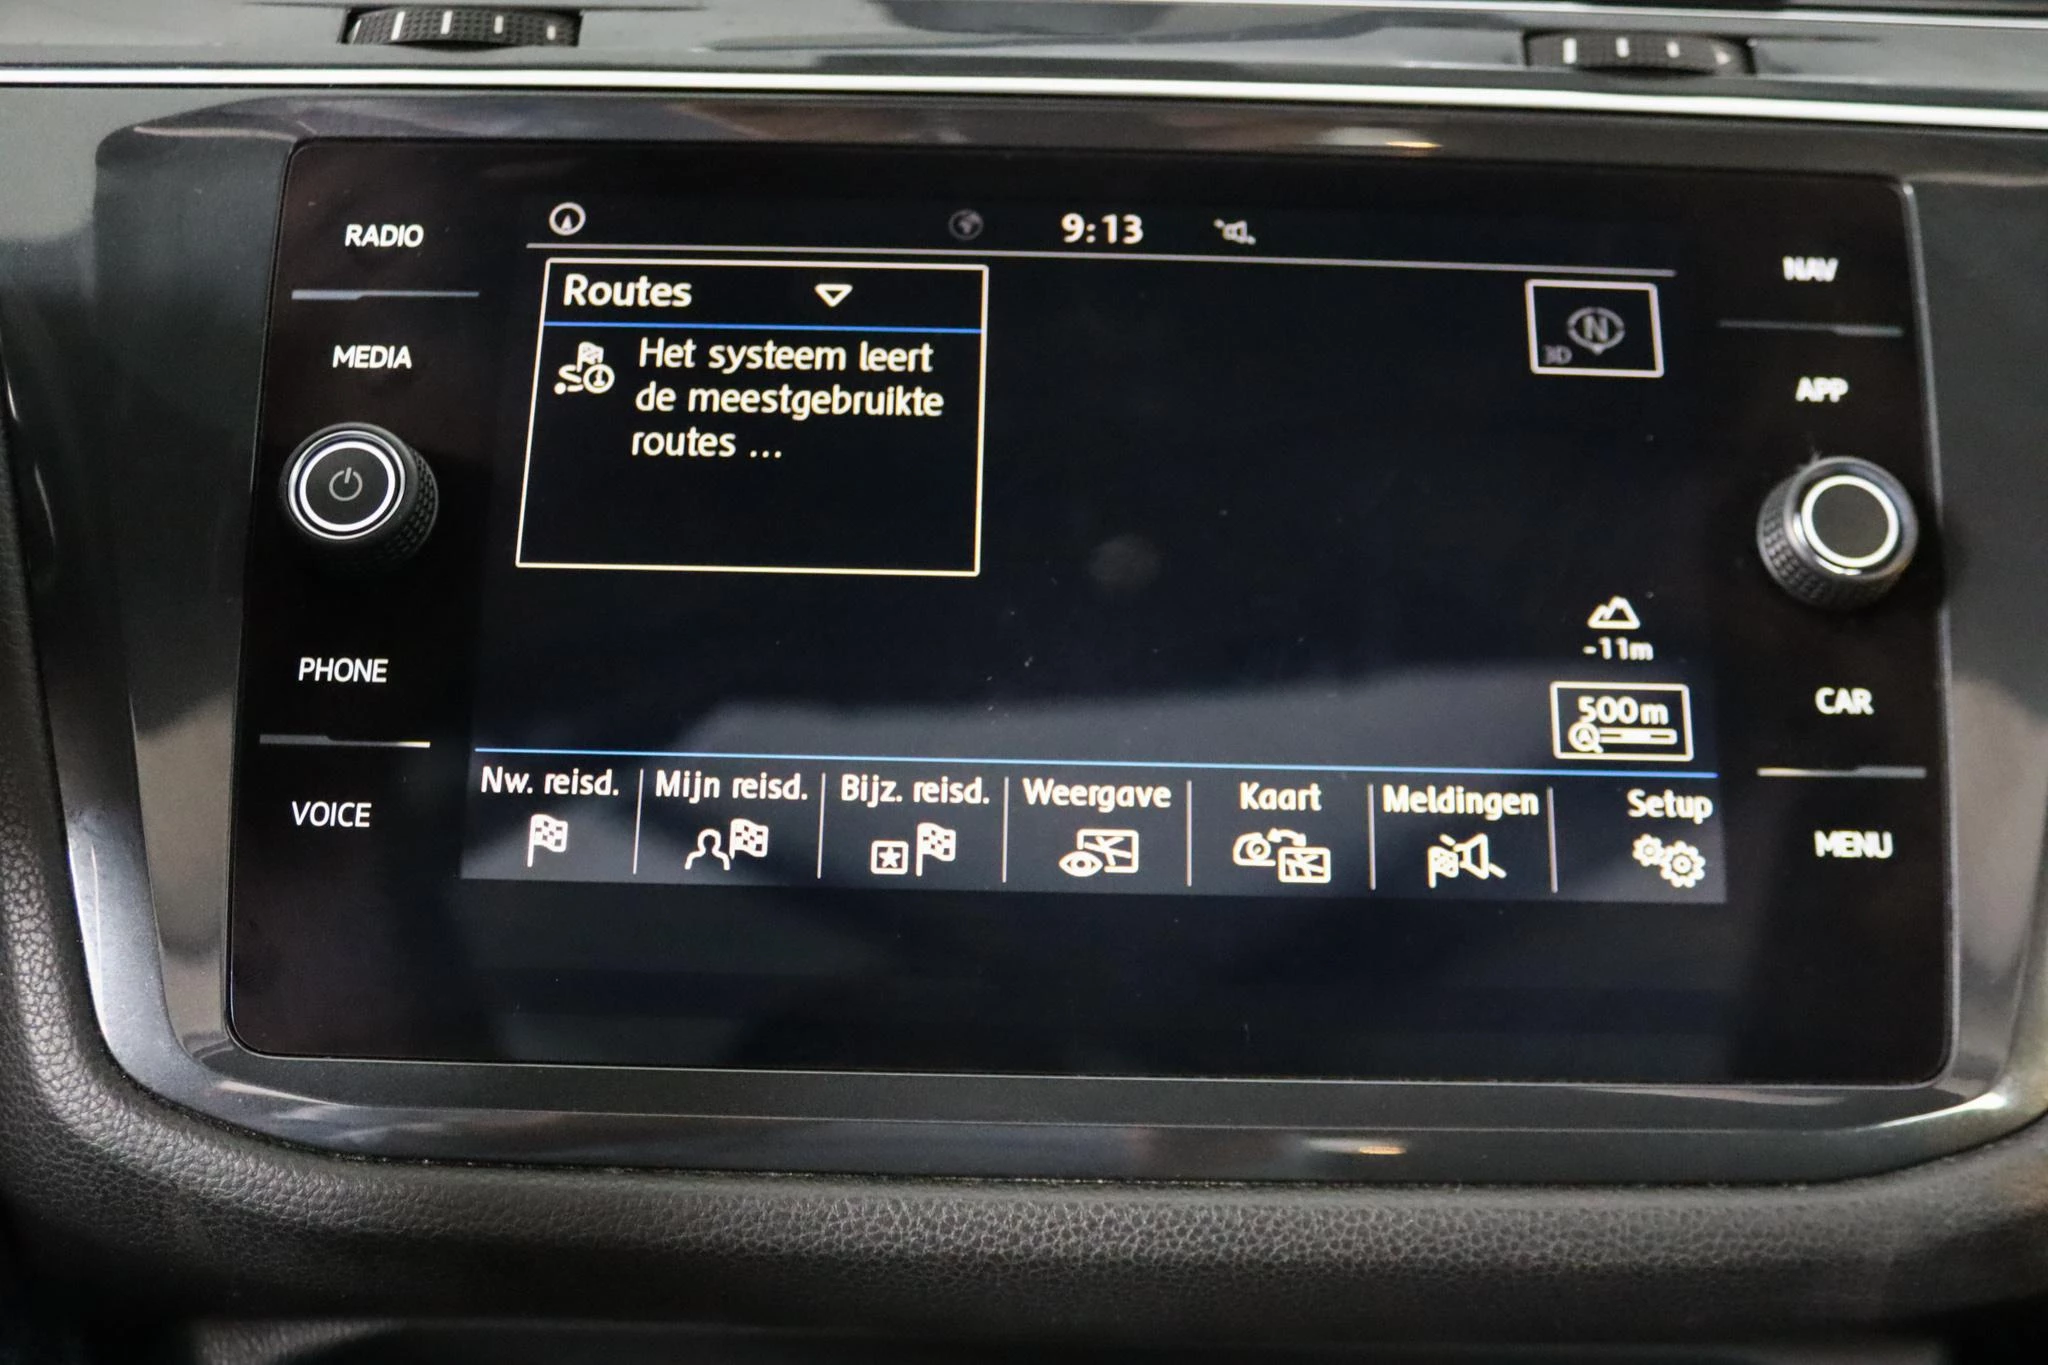 RADIO
MEDIA
PHONE
VOICE
9:13
Routes
Het systeem leert
de meestgebruikte
routes ...
N
3D
-11m
500m
Nw. reisd.
Mijn reisd.
Bijz. reisd.
Weergave
Kaart
Meldingen
Setup
NAV
APP
CAR
MENU